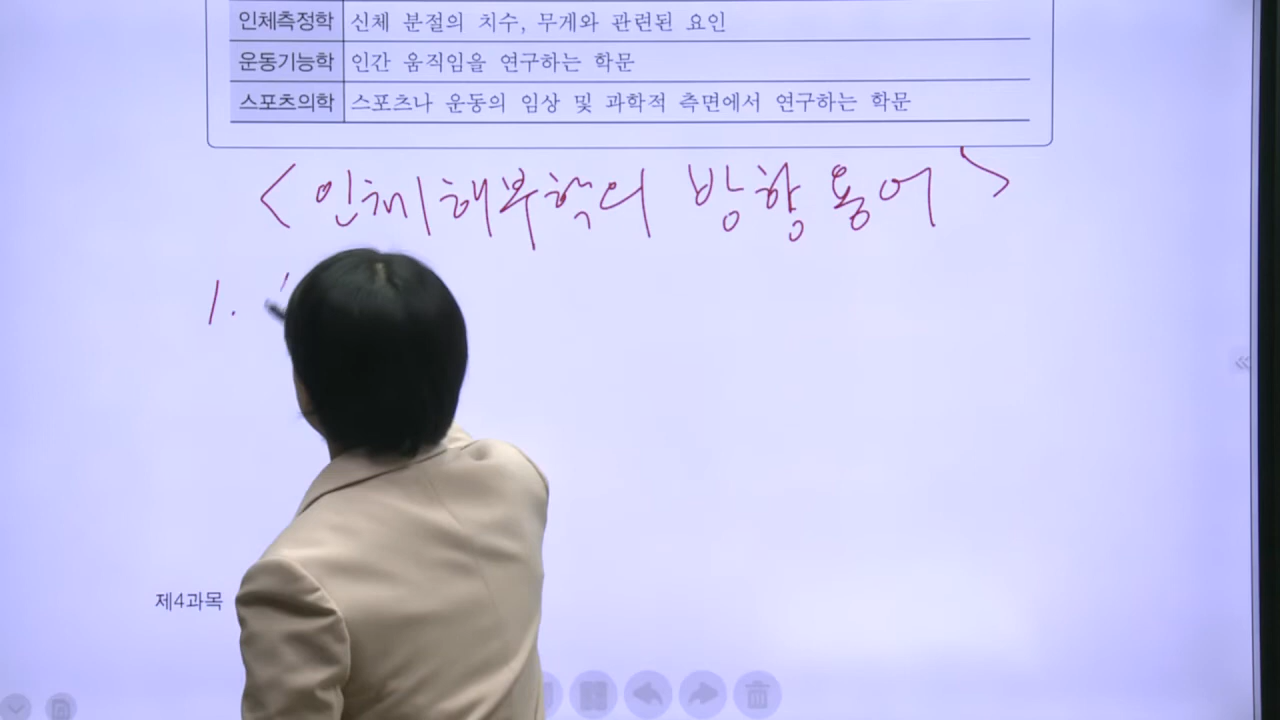 인체측정학 신체 분절의 치수, 무게와 관련된 요인
운동기능학 인간 움직임을 연구하는 학문
스포츠의학 스포츠나 운동의 임상 및 과학적 측면에서 연구하는 학문
<인체해부학의 방향용어>
1.
제4과목